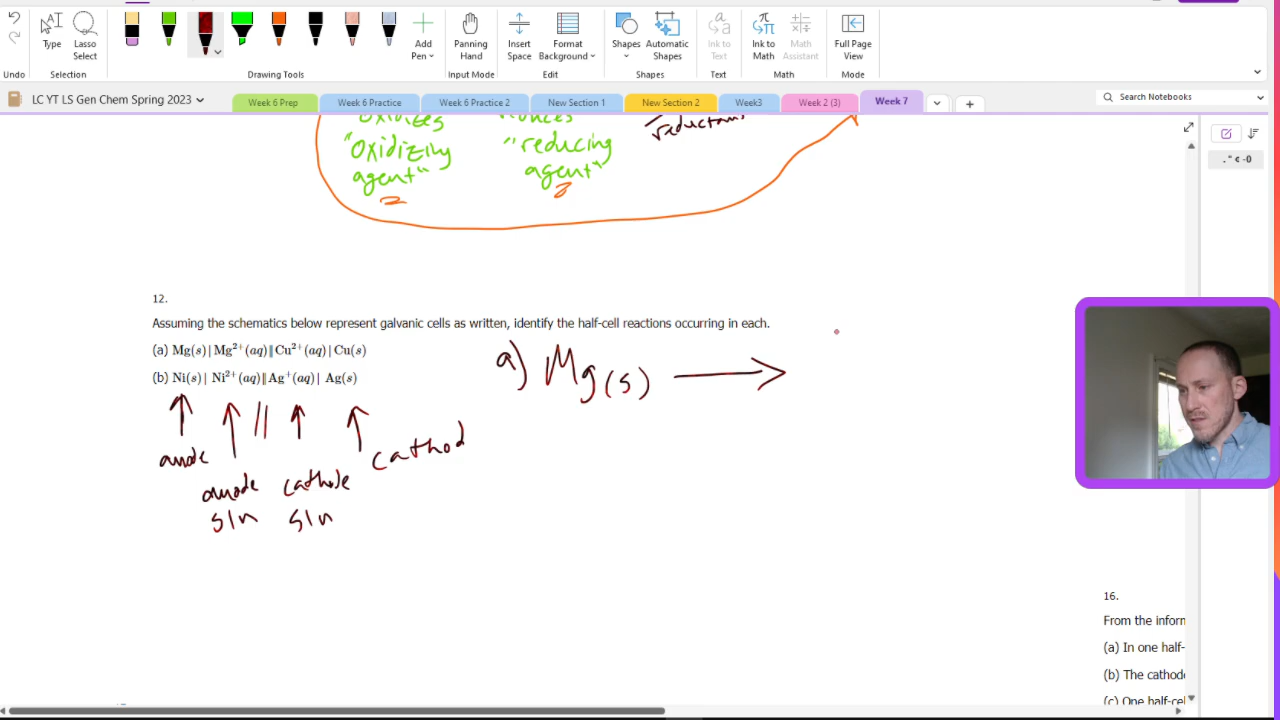 Undo
Type
Lasso Select
Selection
Drawing Tools
Add Pen
Panning Hand
Input Mode
Insert Space
Format Background
Edit
Shapes
Automatic Shapes
Shapes
Ink to Text
Text
Ink to Math
Math Assistant
Math
Full Page View
Mode
LC YT LS Gen Chem Spring 2023
Week 6 Prep
Week 6 Practice
Week 6 Practice 2
New Section 1
New Section 2
Week3
Week 2 (3)
Week 7
Search Notebooks
oxidizes
"oxidizing
agent"
"reducing
agent"
12.
Assuming the schematics below represent galvanic cells as written, identify the half-cell reactions occurring in each.
(a) Mg(s) | Mg²⁺(aq) ‖ Cu²⁺(aq) | Cu(s)
(b) Ni(s) | Ni²⁺(aq) ‖ Ag⁺(aq) | Ag(s)
a) Mg(s) →
anode
anode
sln
//
cathode
sln
cathod
16.
From the inforn
(a) In one half-
(b) The cathode
(c) One half-cel